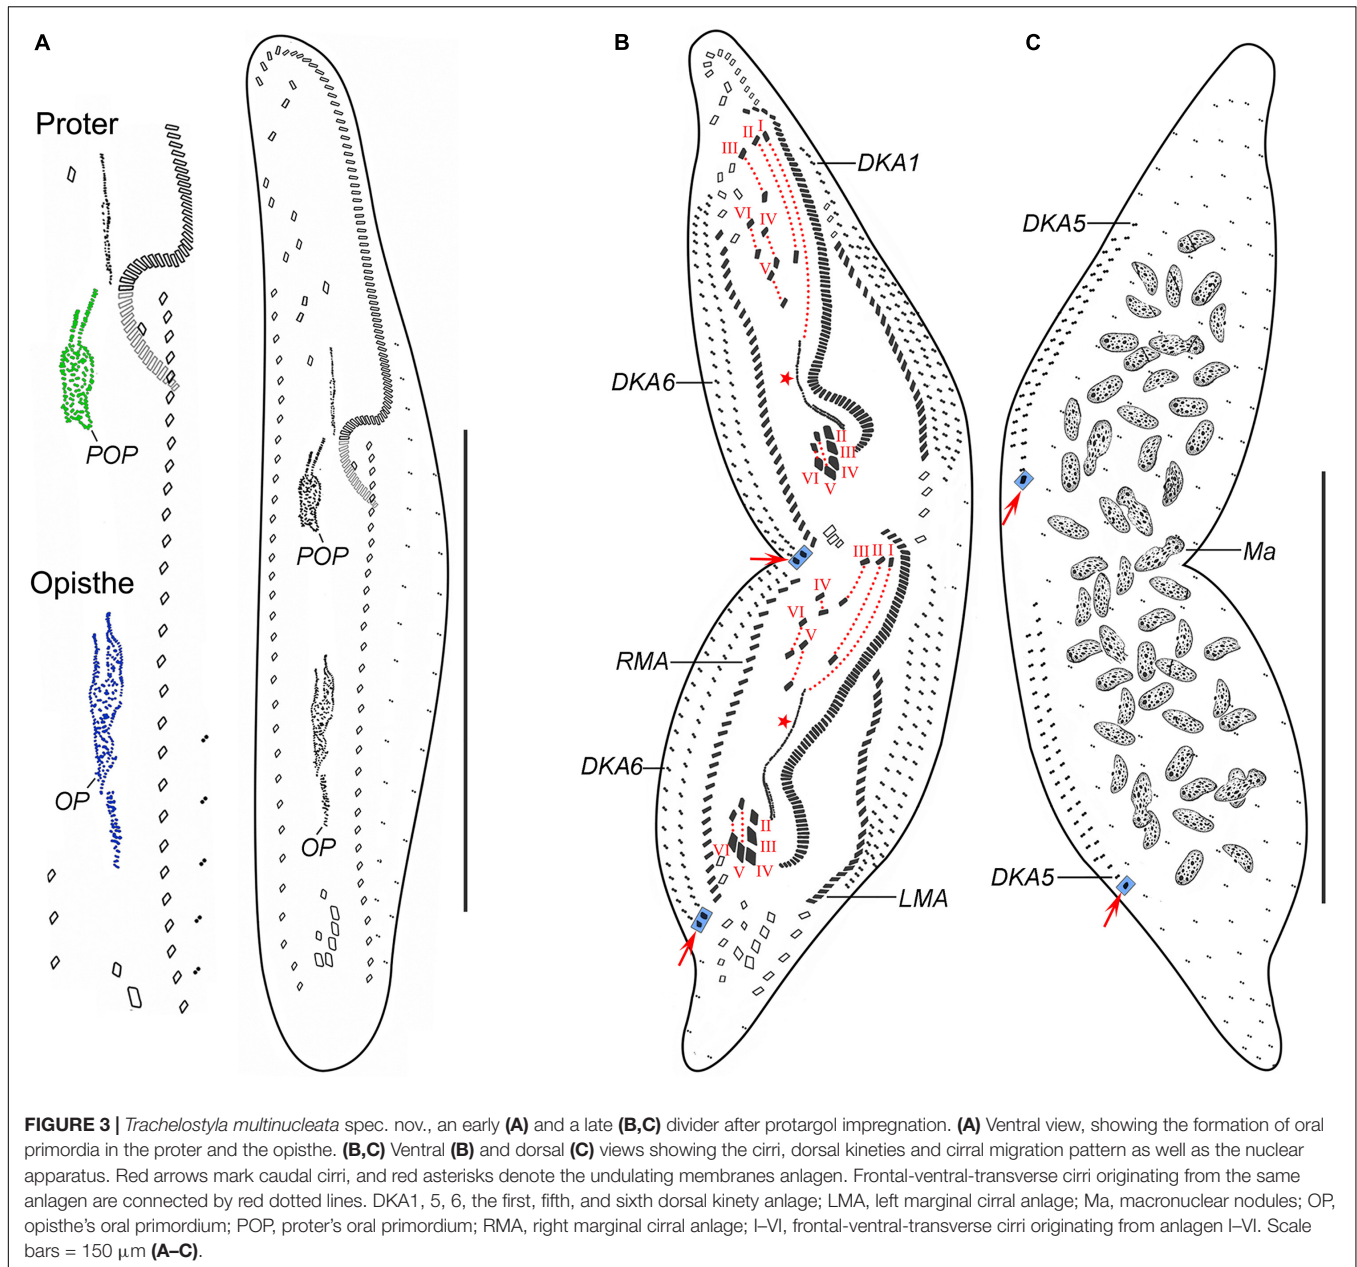 A
Proter
POP
Opisthe
OP
POP
OP
B
I
II
III
DKA1
VI
IV
V
DKA6
II
III
IV
VI
V
III
II
I
IV
VI
V
RMA
DKA6
II
III
VI
IV
V
LMA
C
DKA5
Ma
DKA5
FIGURE 3 | Trachelostyla multinucleata spec. nov., an early (A) and a late (B,C) divider after protargol impregnation. (A) Ventral view, showing the formation of oral
primordia in the proter and the opisthe. (B,C) Ventral (B) and dorsal (C) views showing the cirri, dorsal kineties and cirral migration pattern as well as the nuclear
apparatus. Red arrows mark caudal cirri, and red asterisks denote the undulating membranes anlagen. Frontal-ventral-transverse cirri originating from the same
anlagen are connected by red dotted lines. DKA1, 5, 6, the first, fifth, and sixth dorsal kinety anlage; LMA, left marginal cirral anlage; Ma, macronuclear nodules; OP,
opisthe's oral primordium; POP, proter's oral primordium; RMA, right marginal cirral anlage; I–VI, frontal-ventral-transverse cirri originating from anlagen I–VI. Scale
bars = 150 μm (A–C).